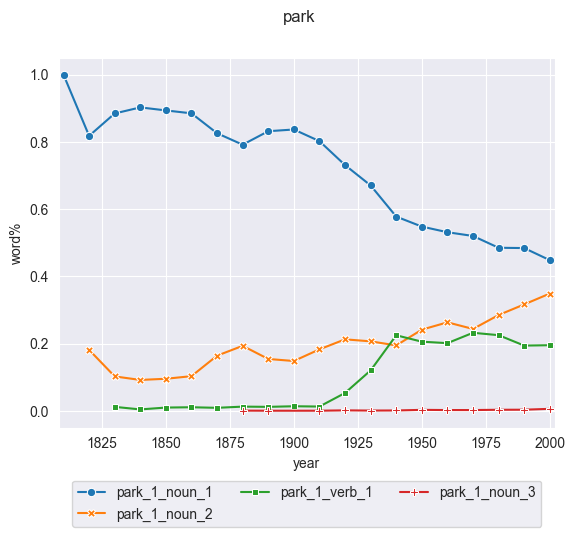 park
1.0
0.8
0.6
0.4
0.2
0.0
word%
1825 1850 1875 1900 1925 1950 1975 2000
year
park_1_noun_1 park_1_verb_1 park_1_noun_3
park_1_noun_2